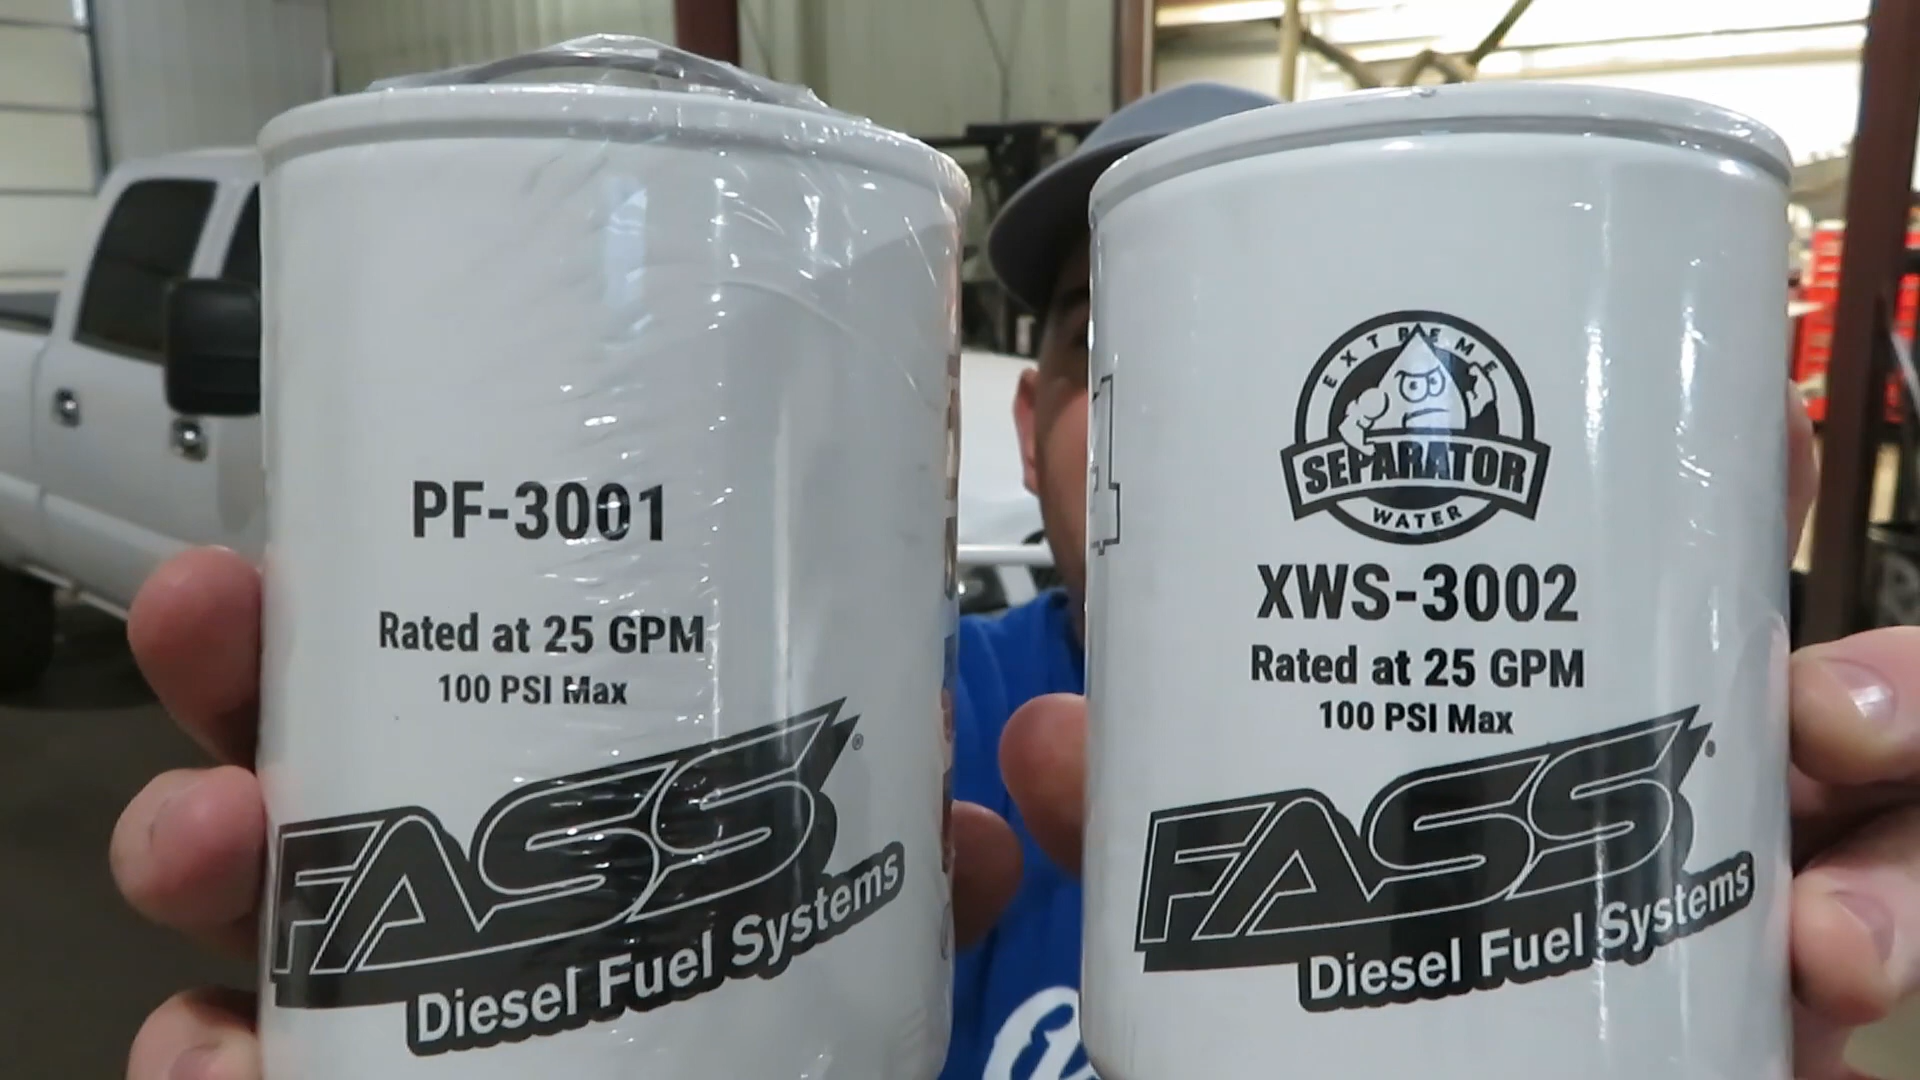 PF-3001
Rated at 25 GPM
100 PSI Max
FASS®
Diesel Fuel Systems
EXTREME
SEPARATOR
WATER
XWS-3002
Rated at 25 GPM
100 PSI Max
FASS®
Diesel Fuel Systems